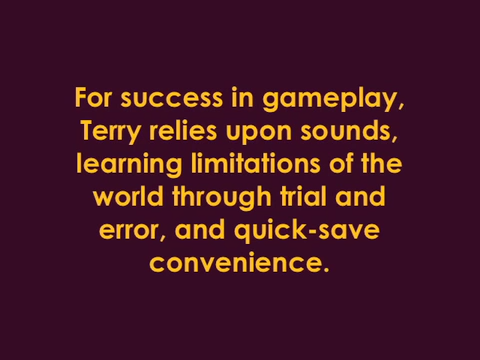 For success in gameplay,
Terry relies upon sounds,
learning limitations of the
world through trial and
error, and quick-save
convenience.